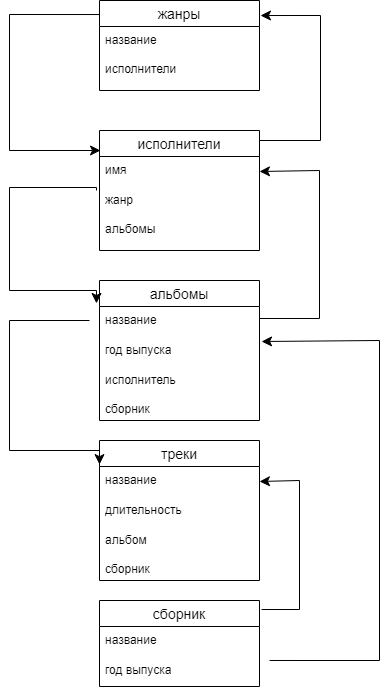 жанры
название
исполнители
исполнители
имя
жанр
альбомы
альбомы
название
год выпуска
исполнитель
сборник
треки
название
длительность
альбом
сборник
сборник
название
год выпуска